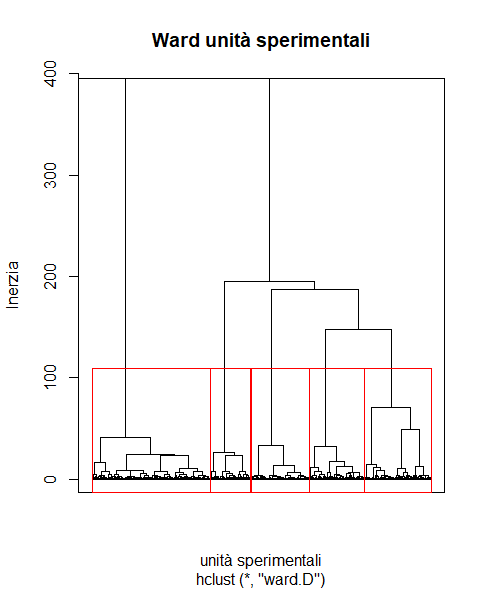 Ward unità sperimentali
400
300
200
100
0
Inerzia
unità sperimentali
hclust (*, "ward.D")